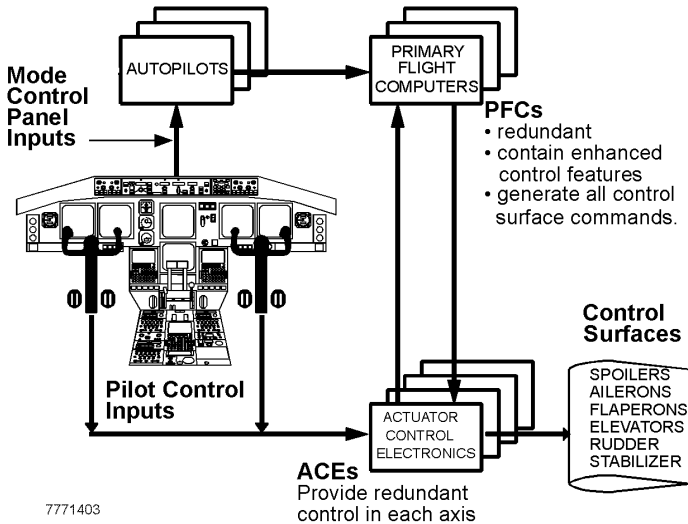 AUTOPILOTS
PRIMARY
FLIGHT
COMPUTERS
Mode
Control
Panel
Inputs
PFCs
• redundant
• contain enhanced
control features
• generate all control
surface commands.
Control
Surfaces
SPOILERS
AILERONS
FLAPERONS
ELEVATORS
RUDDER
STABILIZER
Pilot Control
Inputs
ACTUATOR
CONTROL
ELECTRONICS
ACEs
Provide redundant
control in each axis
7771403